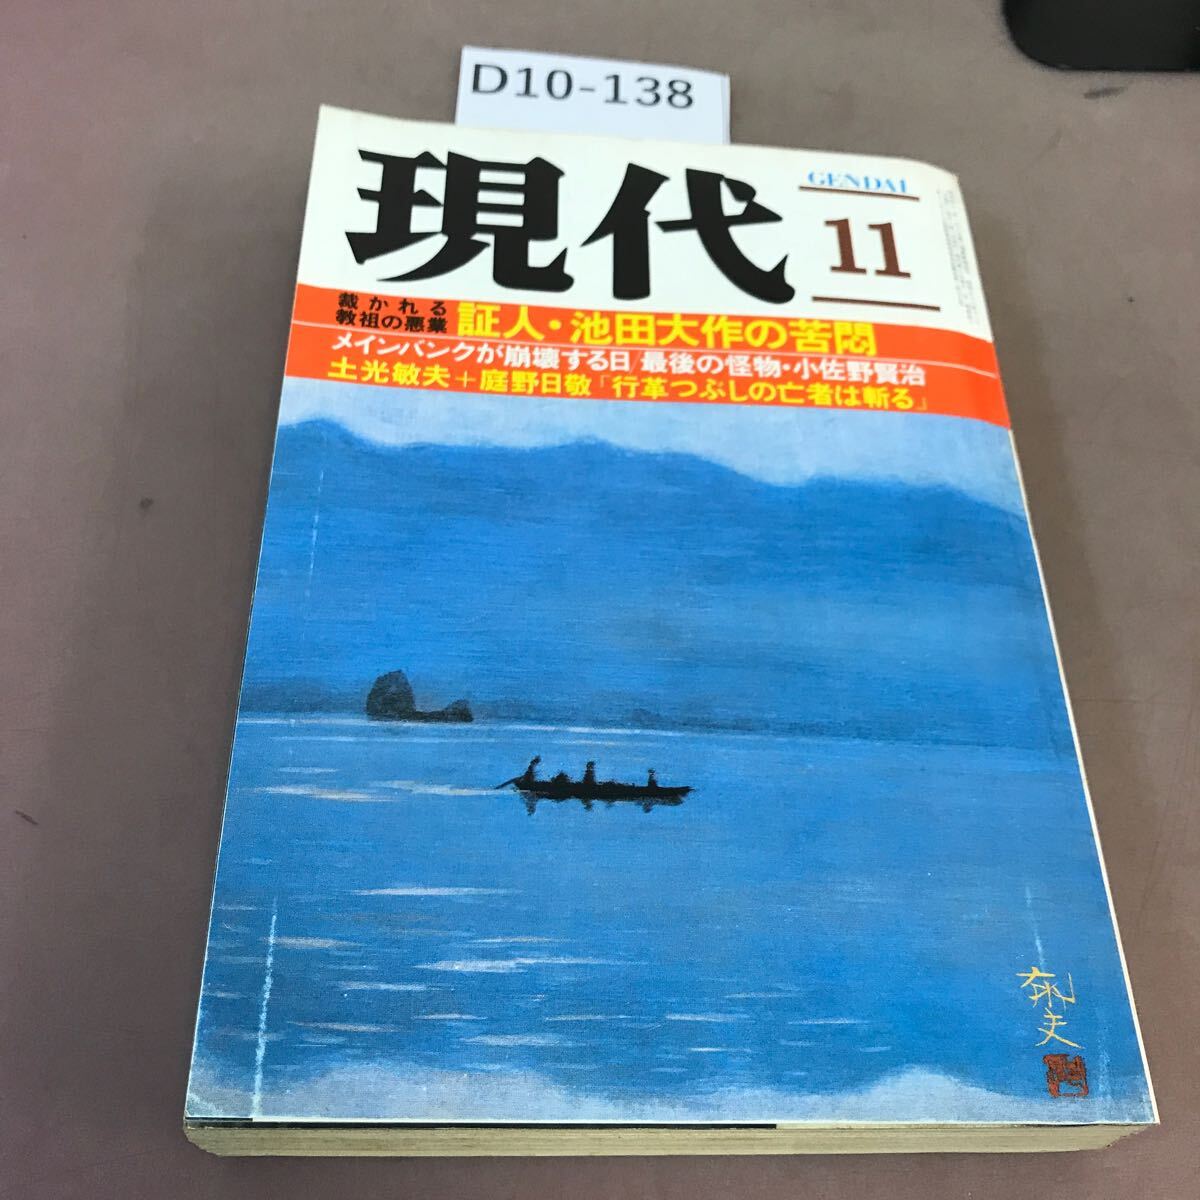 D10-138
現代
GENDAI
11
裁かれる
教祖の悪業
証人・池田大作の苦悶
メインバンクが崩壊する日/最後の怪物・小佐野賢治
土光敏夫+庭野日敬「行革つぶしの亡者は斬る」